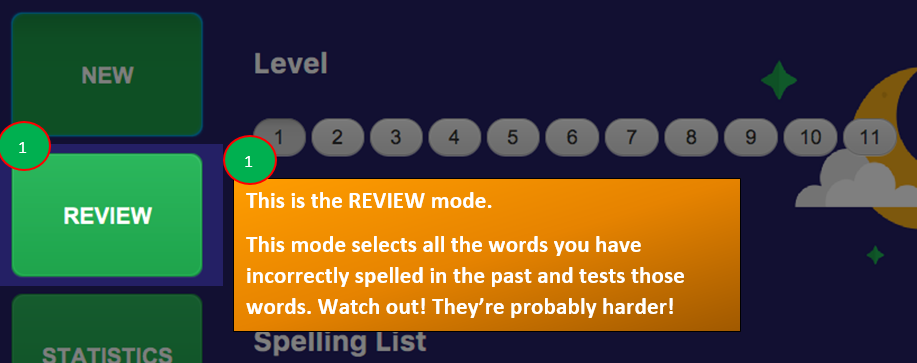 NEW
Level
1 2 3 4 5 6 7 8 9 10 11
1
1
REVIEW
This is the REVIEW mode.
This mode selects all the words you have
incorrectly spelled in the past and tests those
words. Watch out! They’re probably harder!
Spelling List
STATISTICS